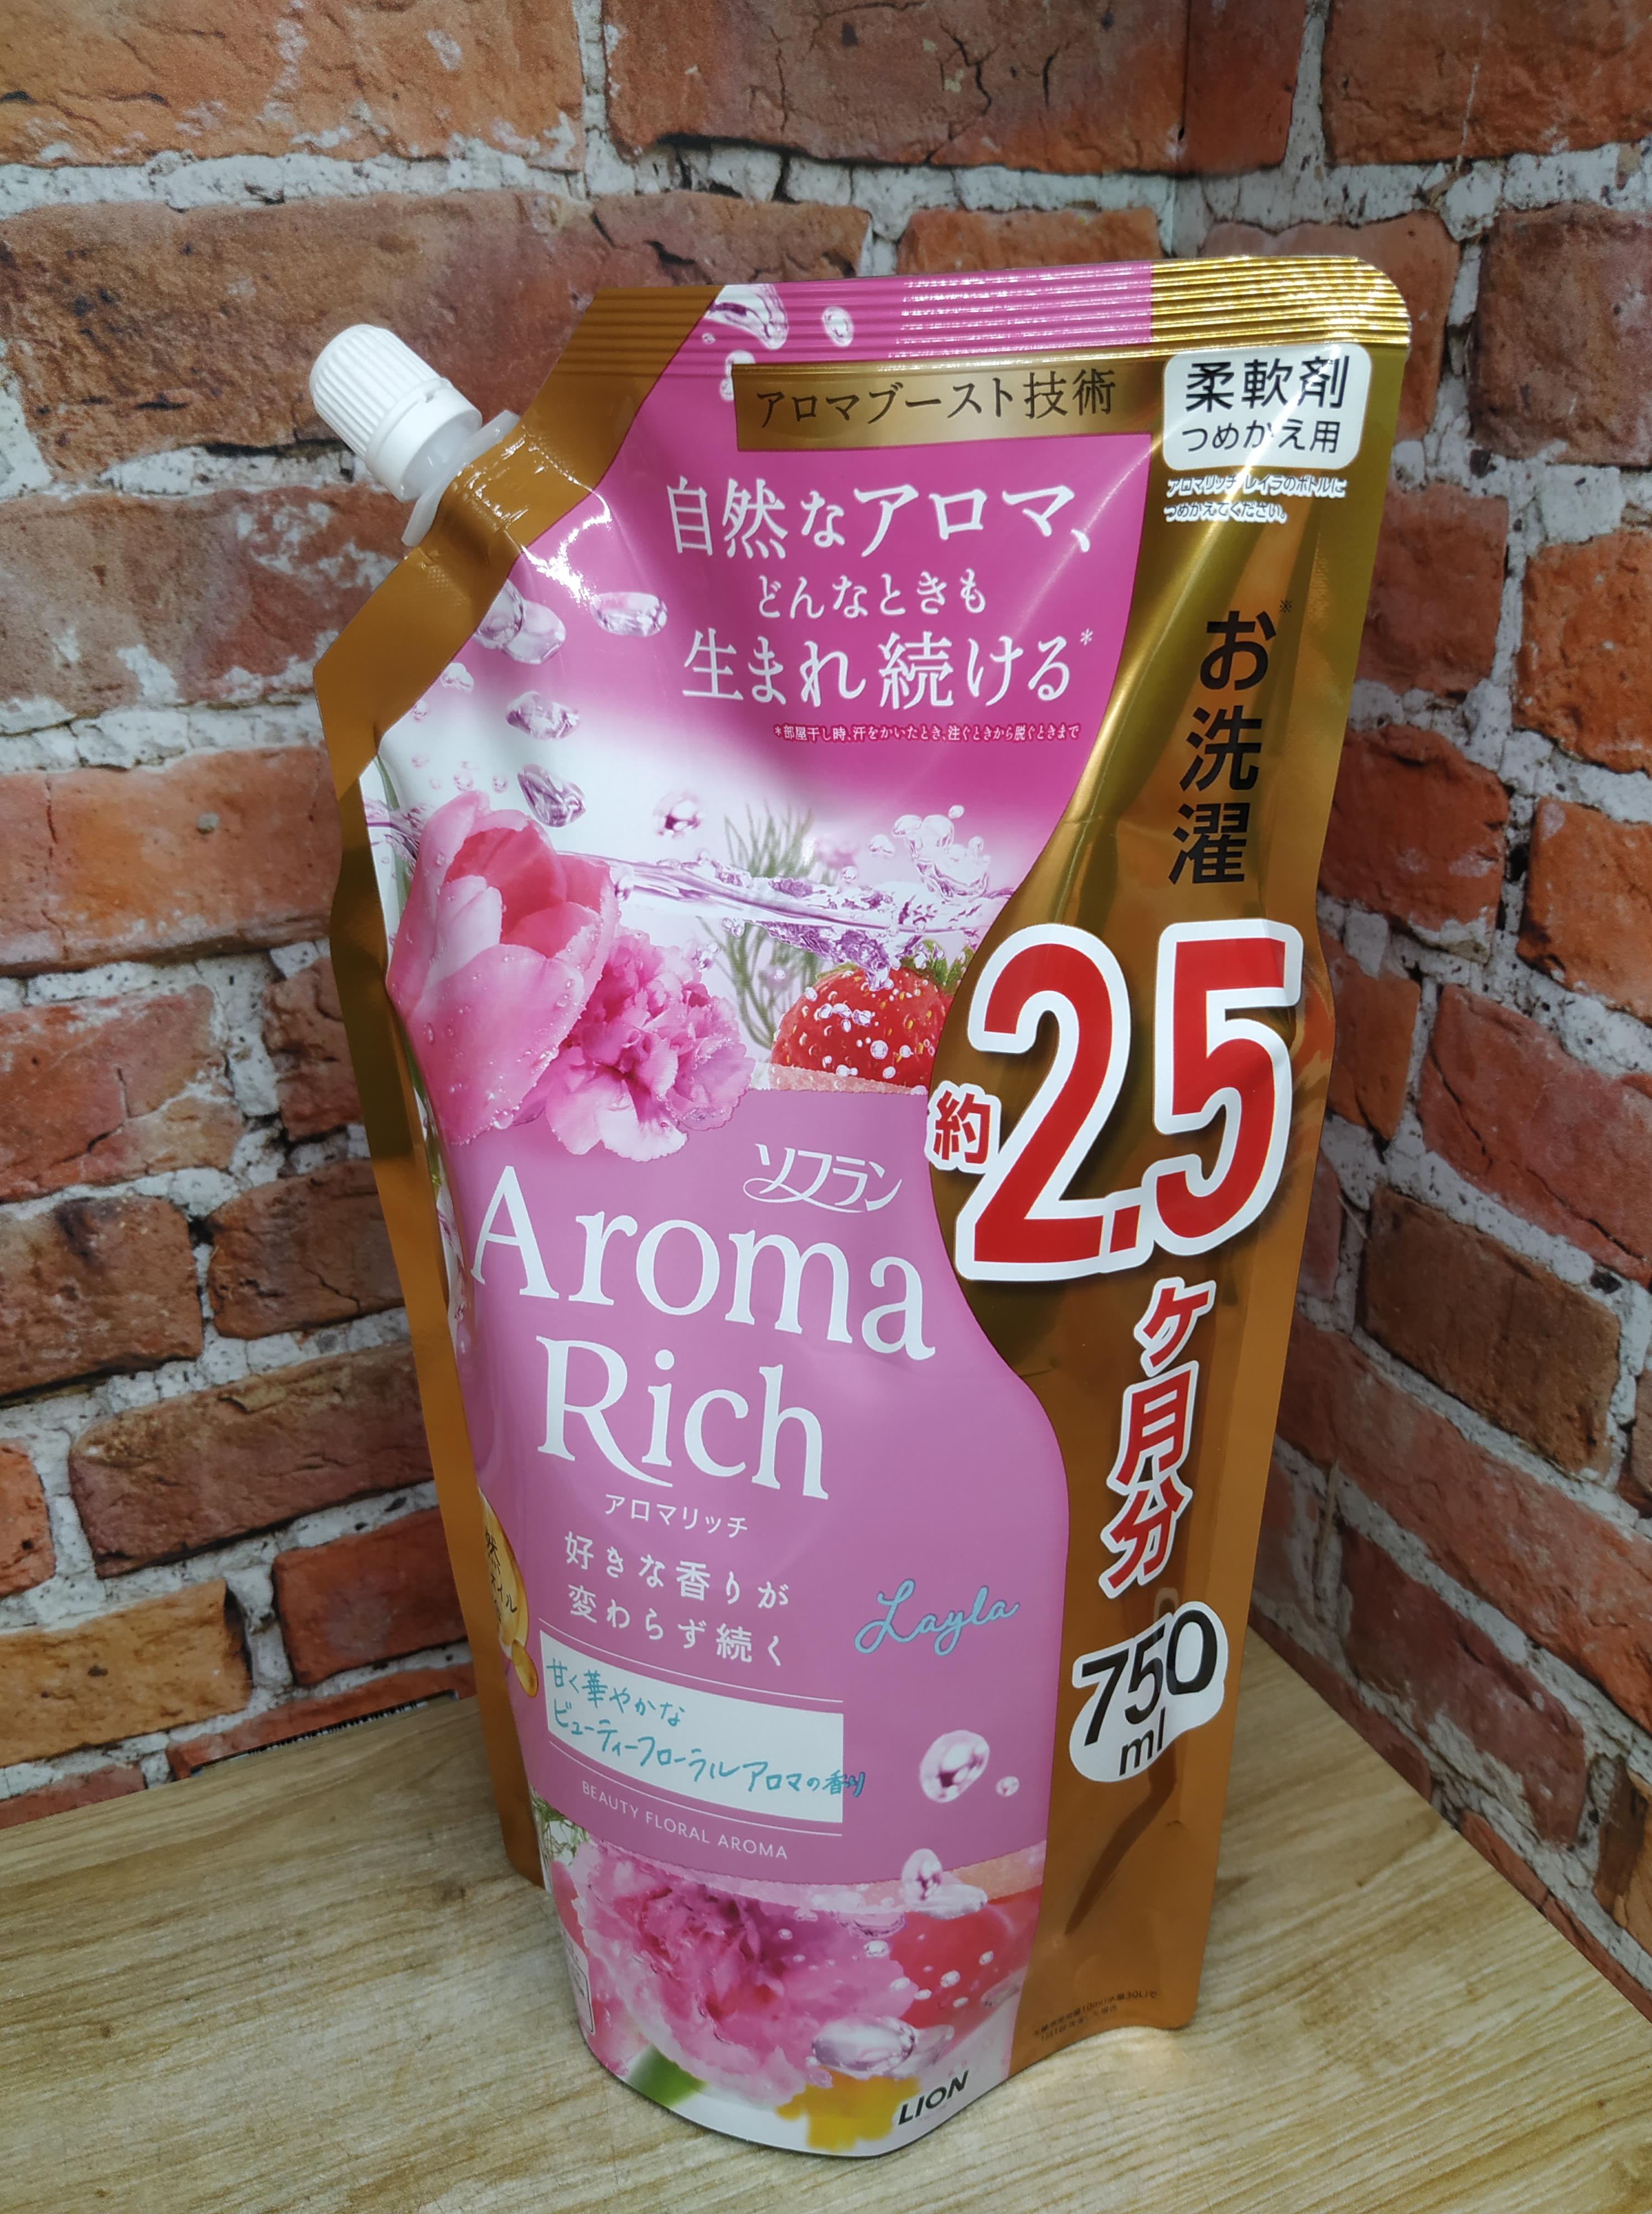 アロマブースト技術
柔軟剤
つめかえ用
アロマリッチ レイラのボトルに
つめかえてください。
自然なアロマ、
どんなときも
生まれ続ける*
*部屋干し時、汗をかいたとき、注ぐときから脱ぐときまで
お洗濯※
約2.5
ケ月分
750
ml
ソフラン
Aroma
Rich
アロマリッチ
好きな香りが
変わらず続く
Layla
甘く華やかな
ビューティーフローラルアロマの香り
BEAUTY FLORAL AROMA
LION